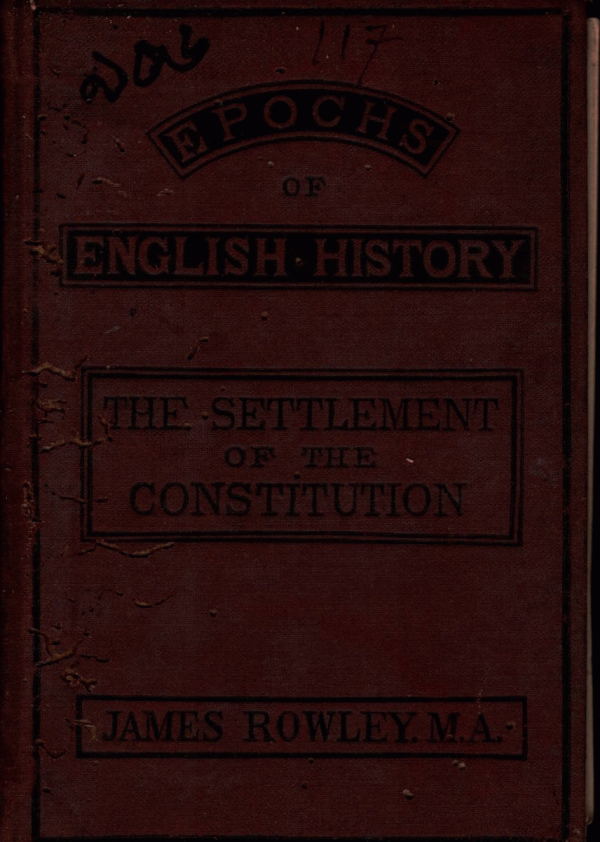 117
EPOCHS
OF
ENGLISH HISTORY
THE SETTLEMENT
OF THE
CONSTITUTION
JAMES ROWLEY. M.A.